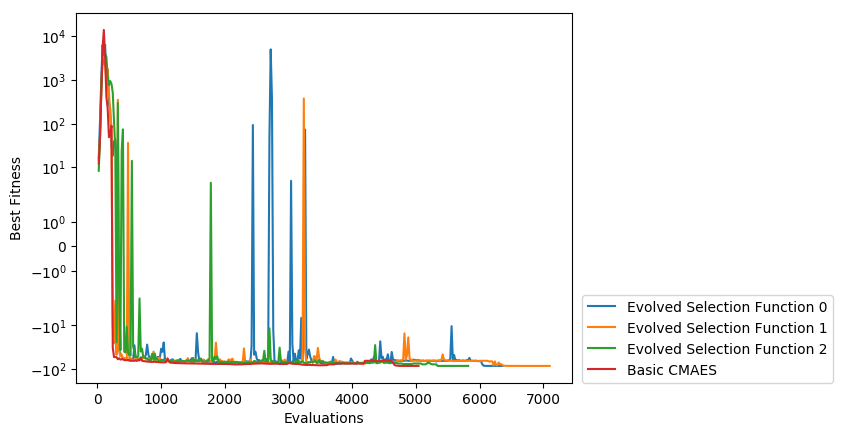 10⁴
10³
10²
10¹
10⁰
0
−10⁰
−10¹
−10²
Best Fitness
0 1000 2000 3000 4000 5000 6000 7000
Evaluations
Evolved Selection Function 0
Evolved Selection Function 1
Evolved Selection Function 2
Basic CMAES